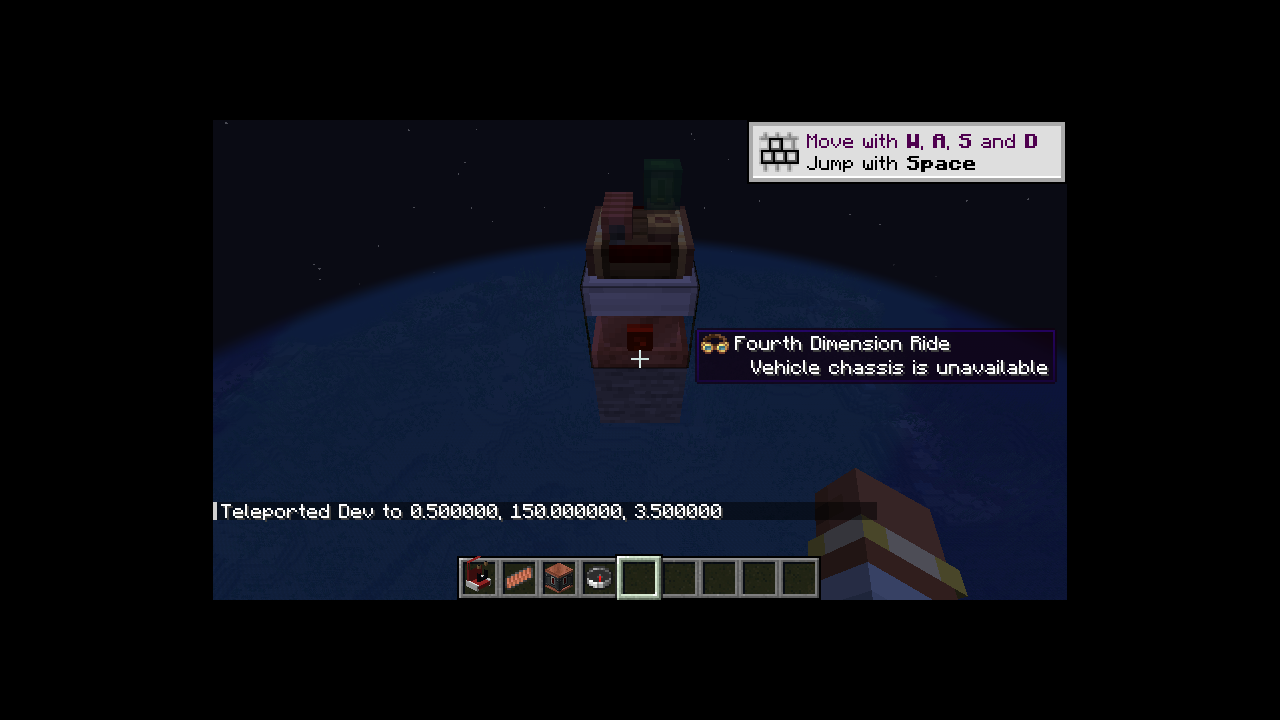 Move with W, A, S and D
Jump with Space
Fourth Dimension Ride
Vehicle chassis is unavailable
Teleported Dev to 0.500000, 150.000000, 3.500000